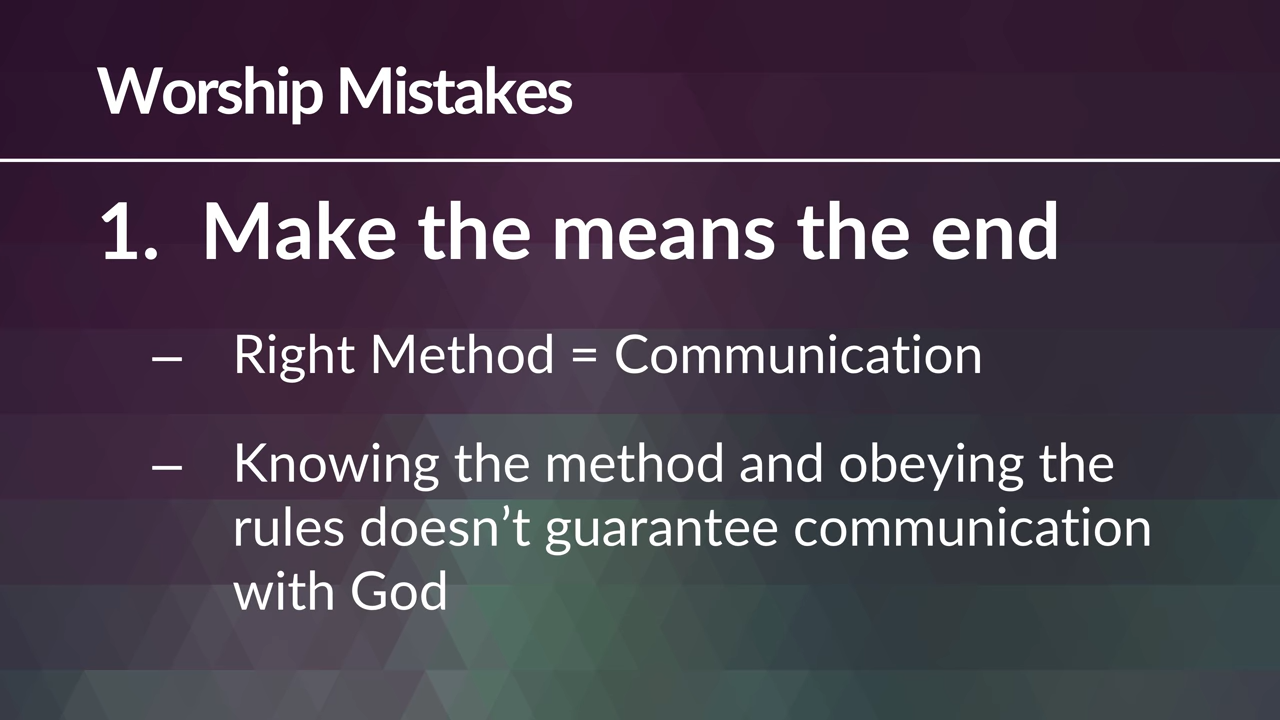 Worship Mistakes
1. Make the means the end
– Right Method = Communication
– Knowing the method and obeying the
rules doesn’t guarantee communication
with God